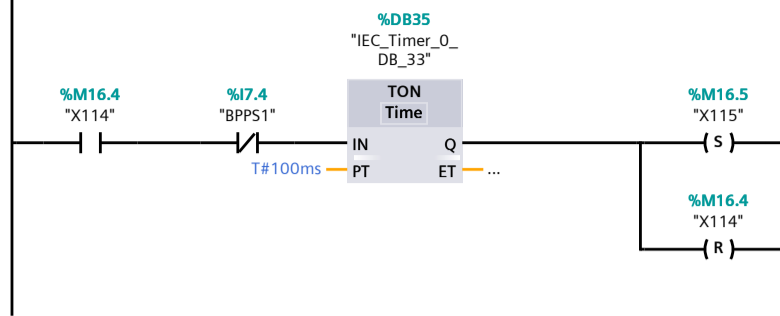 %DB35
"IEC_Timer_0_
DB_33"
%M16.4
"X114"
%I7.4
"BPPS1"
TON
Time
%M16.5
"X115"
IN
Q
S
T#100ms
PT
ET
...
%M16.4
"X114"
R